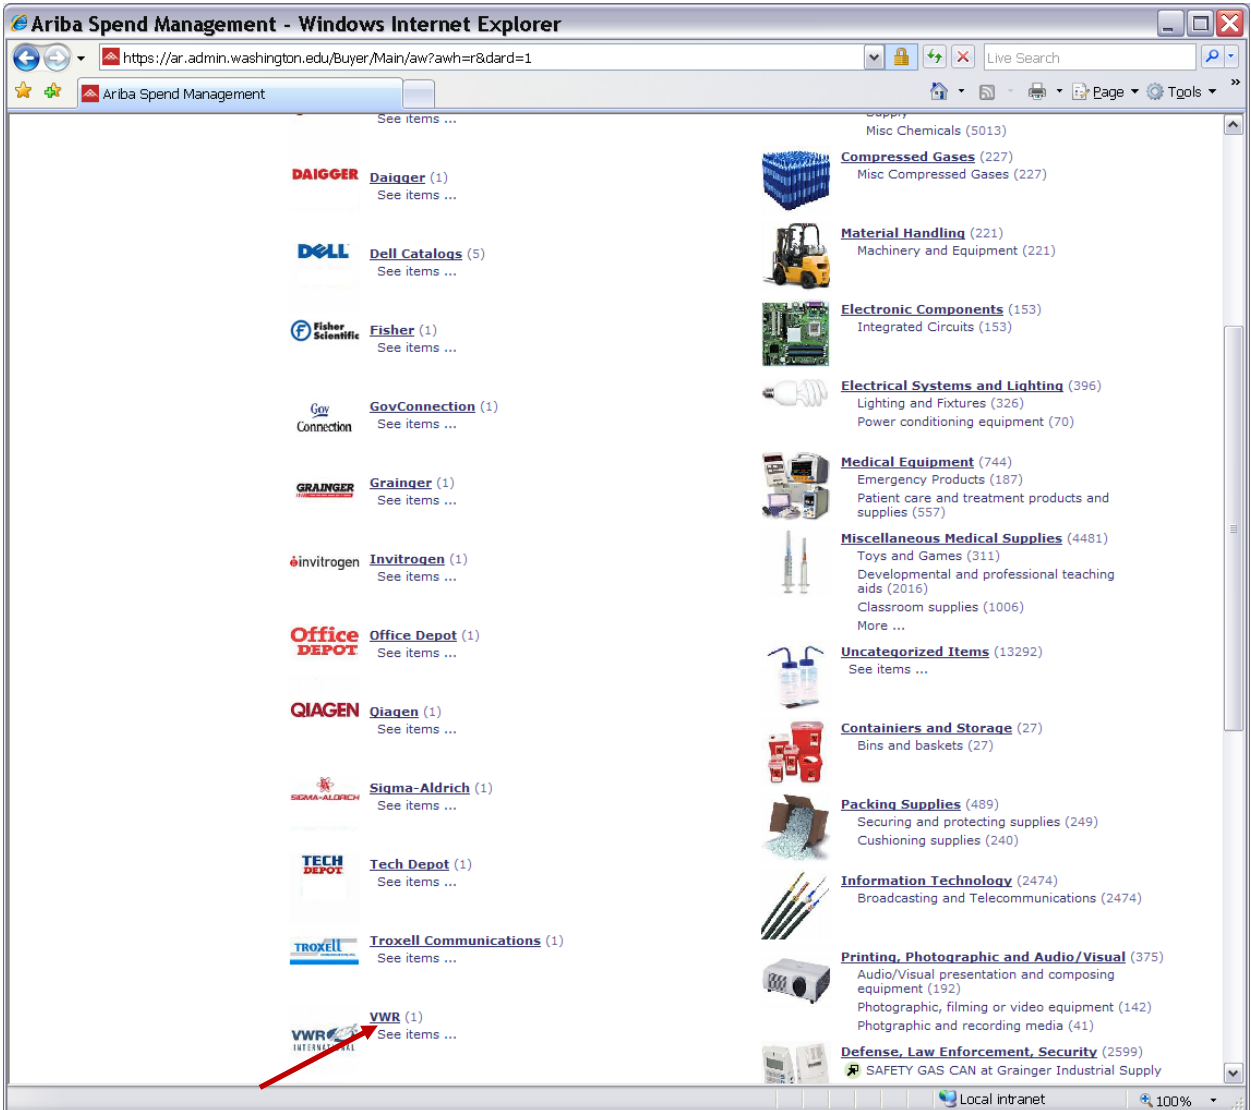 Ariba Spend Management - Windows Internet Explorer
https://ar.admin.washington.edu/Buyer/Main/aw?awh=r&dard=1
Live Search
Ariba Spend Management
Page
Tools
See items ...
DAIGGER
Daigger (1)
See items ...
DELL
Dell Catalogs (5)
See items ...
Fisher
Scientific
Fisher (1)
See items ...
Gov
Connection
GovConnection (1)
See items ...
GRAINGER
Grainger (1)
See items ...
invitrogen
Invitrogen (1)
See items ...
Office
DEPOT
Office Depot (1)
See items ...
QIAGEN
Qiagen (1)
See items ...
SIGMA-ALDRICH
Sigma-Aldrich (1)
See items ...
TECH
DEPOT
Tech Depot (1)
See items ...
TROXELL
Troxell Communications (1)
See items ...
VWR
INTERNATIONAL
VWR (1)
See items ...
Supply
Misc Chemicals (5013)
Compressed Gases (227)
Misc Compressed Gases (227)
Material Handling (221)
Machinery and Equipment (221)
Electronic Components (153)
Integrated Circuits (153)
Electrical Systems and Lighting (396)
Lighting and Fixtures (326)
Power conditioning equipment (70)
Medical Equipment (744)
Emergency Products (187)
Patient care and treatment products and
supplies (557)
Miscellaneous Medical Supplies (4481)
Toys and Games (311)
Developmental and professional teaching
aids (2016)
Classroom supplies (1006)
More ...
Uncategorized Items (13292)
See items ...
Containiers and Storage (27)
Bins and baskets (27)
Packing Supplies (489)
Securing and protecting supplies (249)
Cushioning supplies (240)
Information Technology (2474)
Broadcasting and Telecommunications (2474)
Printing, Photographic and Audio/Visual (375)
Audio/Visual presentation and composing
equipment (192)
Photographic, filming or video equipment (142)
Photgraphic and recording media (41)
Defense, Law Enforcement, Security (2599)
SAFETY GAS CAN at Grainger Industrial Supply
Local intranet
100%